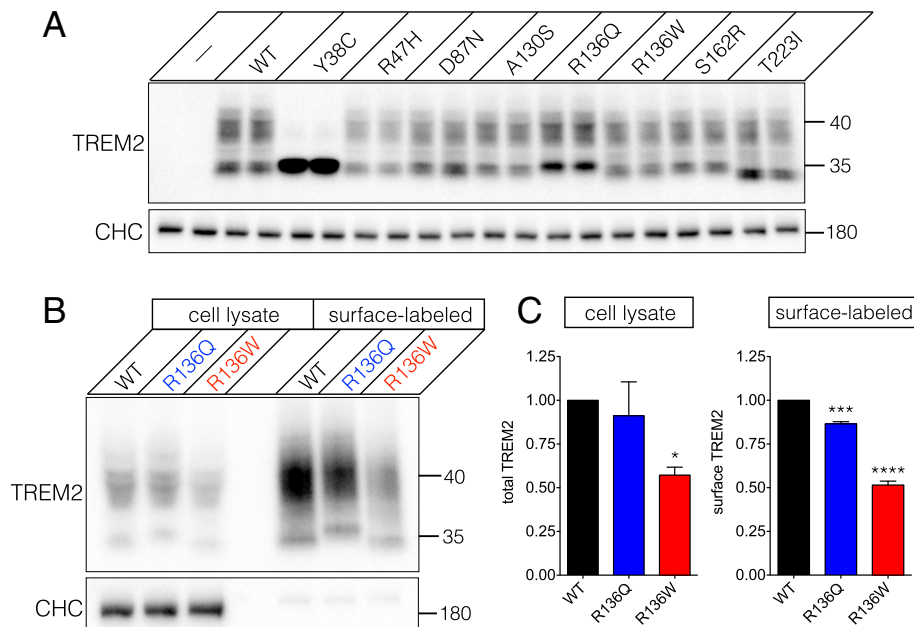 A
– WT Y38C R47H D87N A130S R136Q R136W S162R T223I
TREM2
40
35
CHC
180
B
cell lysate surface-labeled
WT R136Q R136W WT R136Q R136W
TREM2
40
35
CHC
180
C
cell lysate
total TREM2
1.25
1.00
0.75
0.50
0.25
0.00
*
WT R136Q R136W
surface-labeled
surface TREM2
1.25
1.00
0.75
0.50
0.25
0.00
***
****
WT R136Q R136W